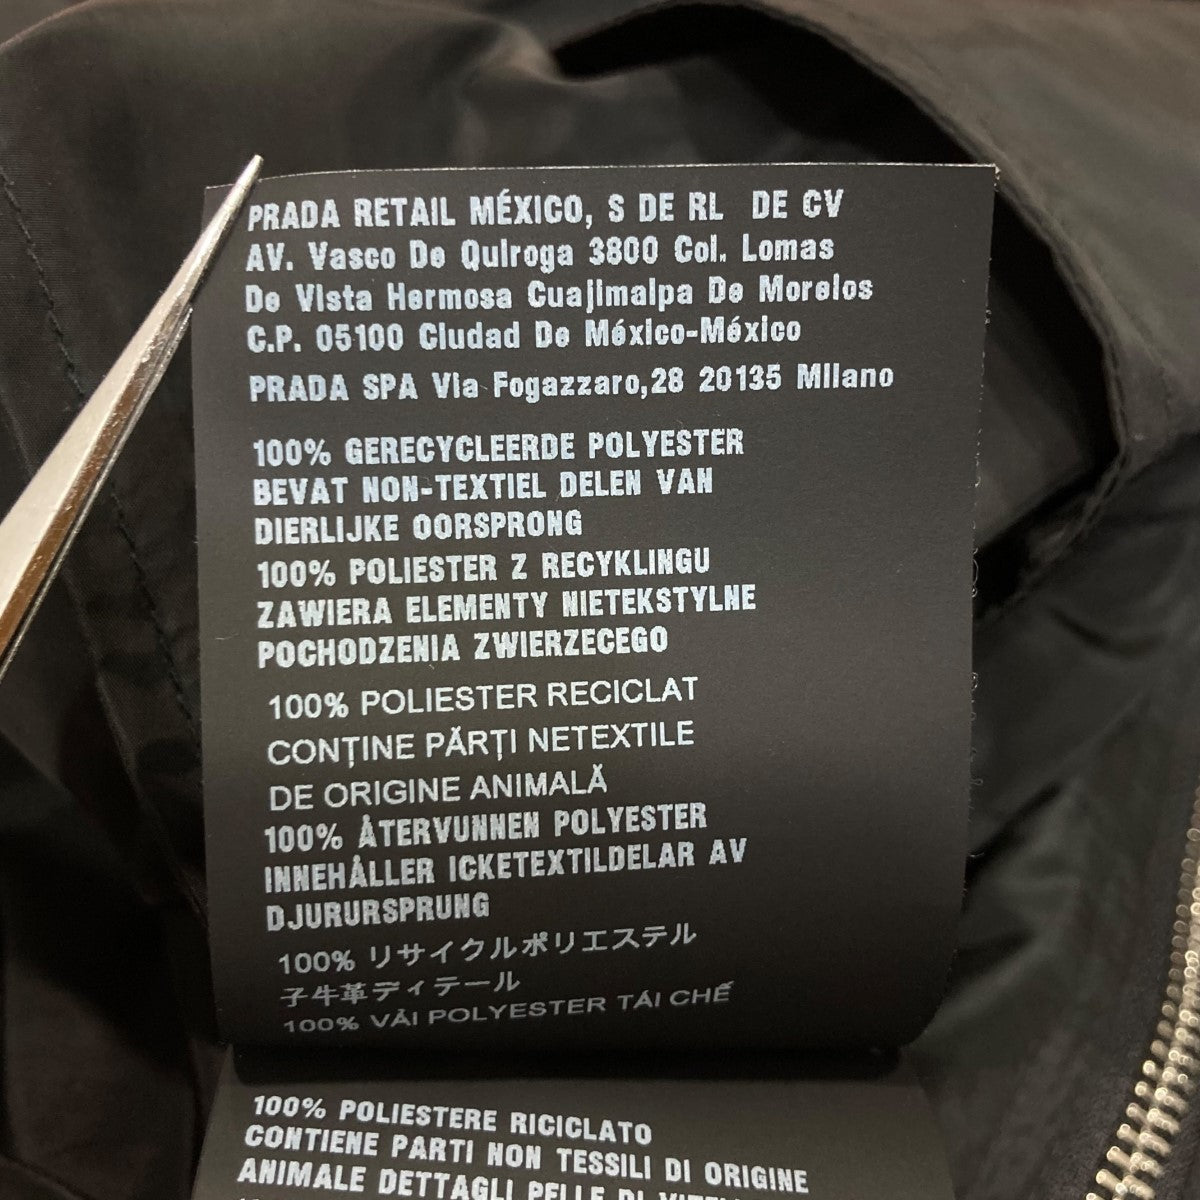 PRADA RETAIL MÉXICO, S DE RL DE CV
AV. Vasco De Quiroga 3800 Col. Lomas
De Vista Hermosa Cuajimalpa De Morelos
C.P. 05100 Ciudad De México-México
PRADA SPA Via Fogazzaro,28 20135 Milano
100% GERECYCLEERDE POLYESTER
BEVAT NON-TEXTIEL DELEN VAN
DIERLIJKE OORSPRONG
100% POLIESTER Z RECYKLINGU
ZAWIERA ELEMENTY NIETEKSTYLNE
POCHODZENIA ZWIERZECEGO
100% POLIESTER RECICLAT
CONȚINE PĂRȚI NETEXTILE
DE ORIGINE ANIMALĂ
100% ÅTERVUNNEN POLYESTER
INNEHÅLLER ICKETEXTILDELAR AV
DJURURSPRUNG
100% リサイクルポリエステル
子牛革ディテール
100% VẢI POLYESTER TÁI CHẾ
100% POLIESTERE RICICLATO
CONTIENE PARTI NON TESSILI DI ORIGINE
ANIMALE DETTAGLI PELLE DI